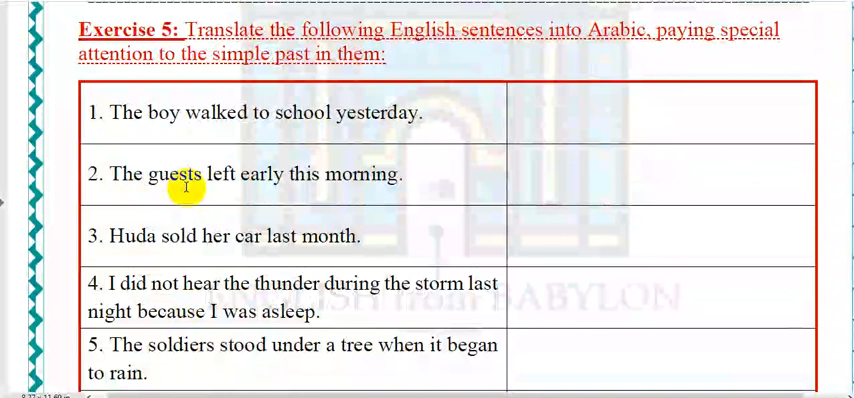 Exercise 5: Translate the following English sentences into Arabic, paying special
attention to the simple past in them:
1. The boy walked to school yesterday.
2. The guests left early this morning.
3. Huda sold her car last month.
4. I did not hear the thunder during the storm last
night because I was asleep.
ENGLISH from BABYLON
5. The soldiers stood under a tree when it began
to rain.